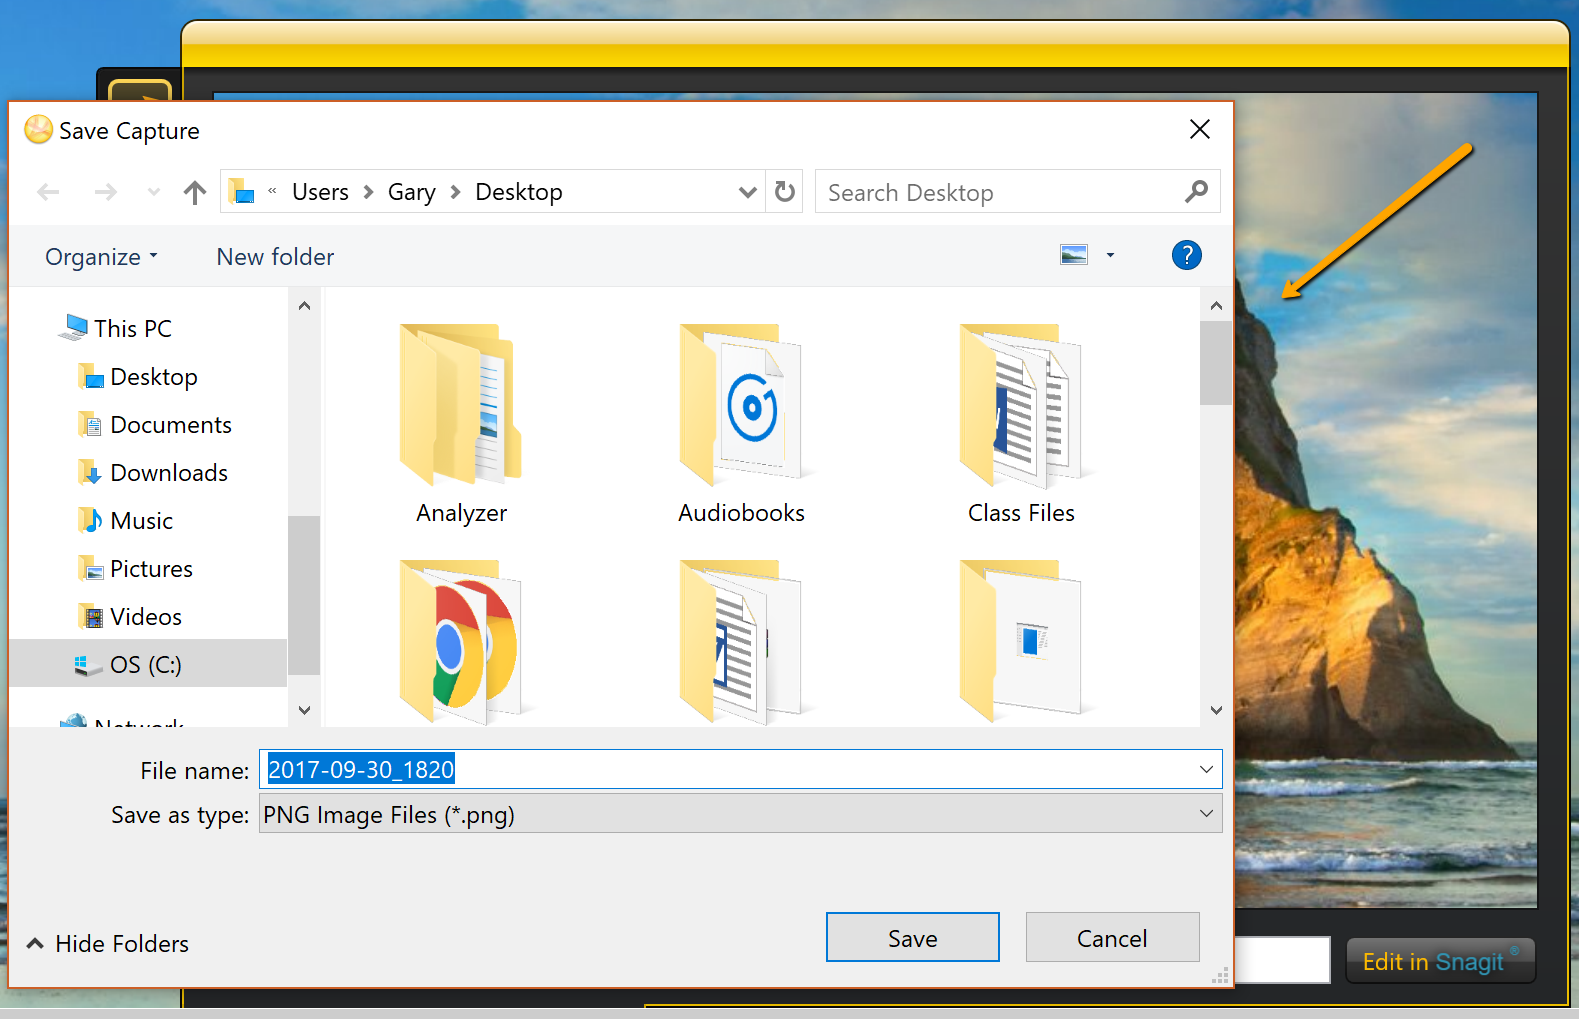 Save Capture
« Users > Gary > Desktop
Search Desktop
Organize
New folder
?
This PC
Desktop
Documents
Downloads
Music
Pictures
Videos
OS (C:)
Network
Analyzer
Audiobooks
Class Files
File name: 2017-09-30_1820
Save as type: PNG Image Files (*.png)
Hide Folders
Save
Cancel
Edit in Snagit®